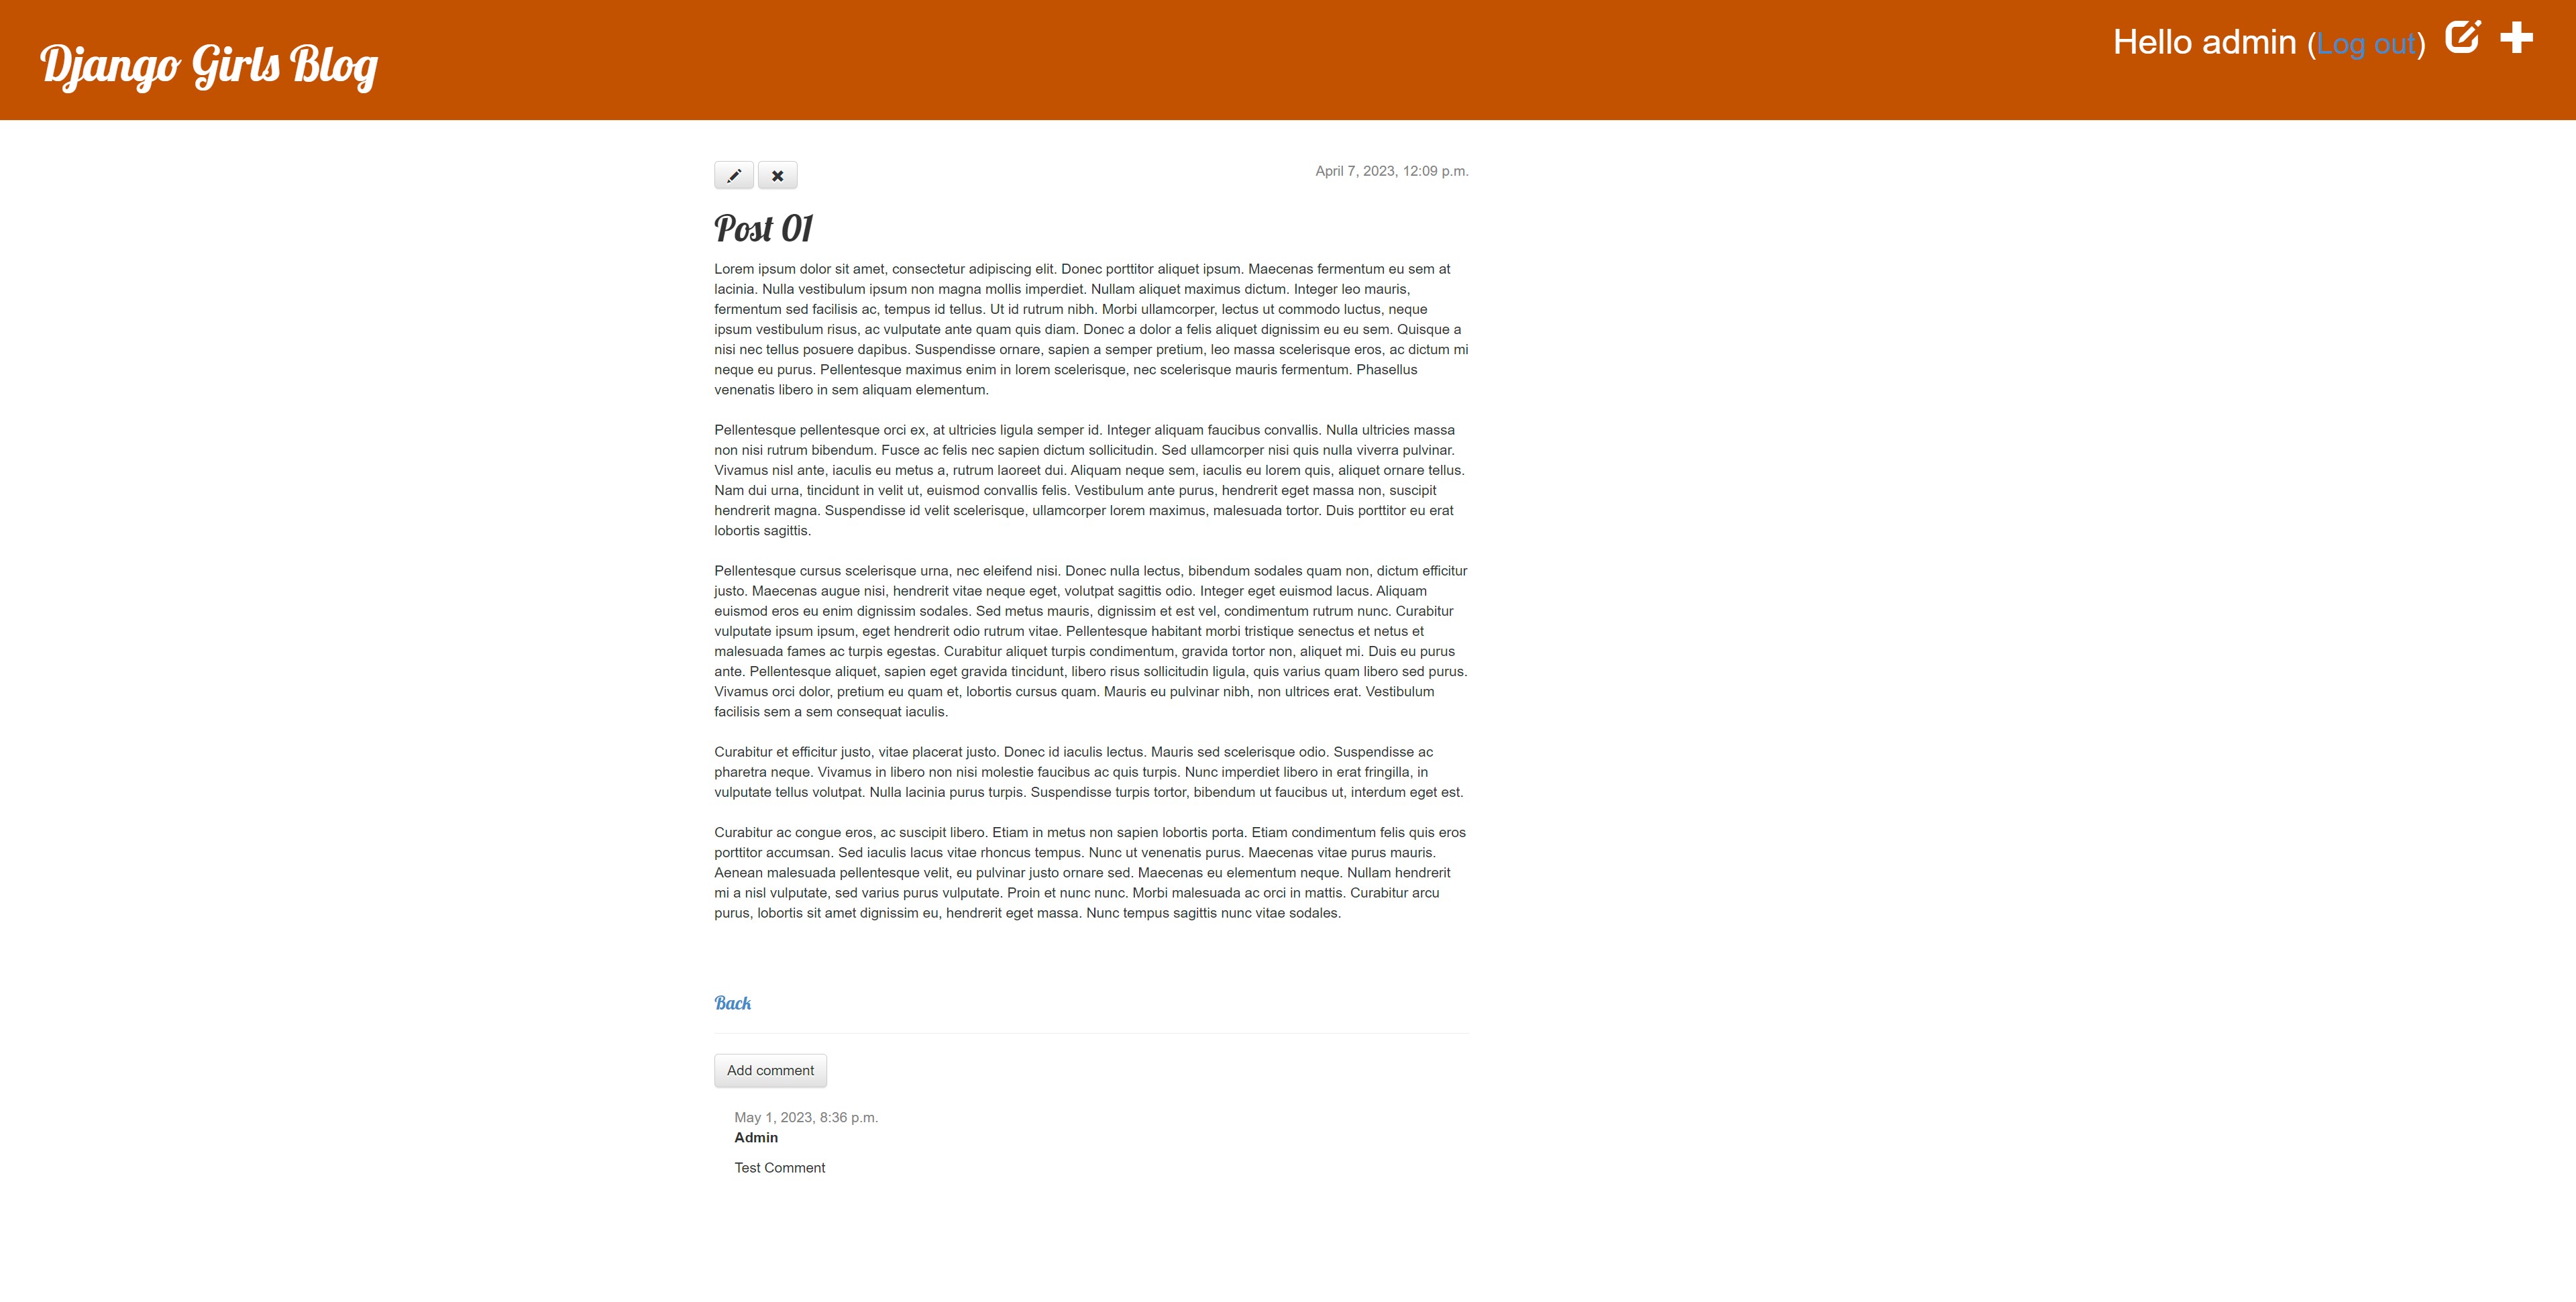 Django Girls Blog
Hello admin (Log out)
April 7, 2023, 12:09 p.m.
Post 01
Lorem ipsum dolor sit amet, consectetur adipiscing elit. Donec porttitor aliquet ipsum. Maecenas fermentum eu sem at
lacinia. Nulla vestibulum ipsum non magna mollis imperdiet. Nullam aliquet maximus dictum. Integer leo mauris,
fermentum sed facilisis ac, tempus id tellus. Ut id rutrum nibh. Morbi ullamcorper, lectus ut commodo luctus, neque
ipsum vestibulum risus, ac vulputate ante quam quis diam. Donec a dolor a felis aliquet dignissim eu eu sem. Quisque a
nisi nec tellus posuere dapibus. Suspendisse ornare, sapien a semper pretium, leo massa scelerisque eros, ac dictum mi
neque eu purus. Pellentesque maximus enim in lorem scelerisque, nec scelerisque mauris fermentum. Phasellus
venenatis libero in sem aliquam elementum.
Pellentesque pellentesque orci ex, at ultricies ligula semper id. Integer aliquam faucibus convallis. Nulla ultricies massa
non nisi rutrum bibendum. Fusce ac felis nec sapien dictum sollicitudin. Sed ullamcorper nisi quis nulla viverra pulvinar.
Vivamus nisl ante, iaculis eu metus a, rutrum laoreet dui. Aliquam neque sem, iaculis eu lorem quis, aliquet ornare tellus.
Nam dui urna, tincidunt in velit ut, euismod convallis felis. Vestibulum ante purus, hendrerit eget massa non, suscipit
hendrerit magna. Suspendisse id velit scelerisque, ullamcorper lorem maximus, malesuada tortor. Duis porttitor eu erat
lobortis sagittis.
Pellentesque cursus scelerisque urna, nec eleifend nisi. Donec nulla lectus, bibendum sodales quam non, dictum efficitur
justo. Maecenas augue nisi, hendrerit vitae neque eget, volutpat sagittis odio. Integer eget euismod lacus. Aliquam
euismod eros eu enim dignissim sodales. Sed metus mauris, dignissim et est vel, condimentum rutrum nunc. Curabitur
vulputate ipsum ipsum, eget hendrerit odio rutrum vitae. Pellentesque habitant morbi tristique senectus et netus et
malesuada fames ac turpis egestas. Curabitur aliquet turpis condimentum, gravida tortor non, aliquet mi. Duis eu purus
ante. Pellentesque aliquet, sapien eget gravida tincidunt, libero risus sollicitudin ligula, quis varius quam libero sed purus.
Vivamus orci dolor, pretium eu quam et, lobortis cursus quam. Mauris eu pulvinar nibh, non ultrices erat. Vestibulum
facilisis sem a sem consequat iaculis.
Curabitur et efficitur justo, vitae placerat justo. Donec id iaculis lectus. Mauris sed scelerisque odio. Suspendisse ac
pharetra neque. Vivamus in libero non nisi molestie faucibus ac quis turpis. Nunc imperdiet libero in erat fringilla, in
vulputate tellus volutpat. Nulla lacinia purus turpis. Suspendisse turpis tortor, bibendum ut faucibus ut, interdum eget est.
Curabitur ac congue eros, ac suscipit libero. Etiam in metus non sapien lobortis porta. Etiam condimentum felis quis eros
porttitor accumsan. Sed iaculis lacus vitae rhoncus tempus. Nunc ut venenatis purus. Maecenas vitae purus mauris.
Aenean malesuada pellentesque velit, eu pulvinar justo ornare sed. Maecenas eu elementum neque. Nullam hendrerit
mi a nisl vulputate, sed varius purus vulputate. Proin et nunc nunc. Morbi malesuada ac orci in mattis. Curabitur arcu
purus, lobortis sit amet dignissim eu, hendrerit eget massa. Nunc tempus sagittis nunc vitae sodales.
Back
Add comment
May 1, 2023, 8:36 p.m.
Admin
Test Comment